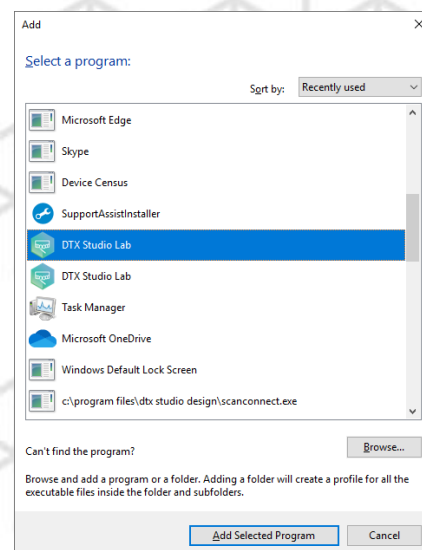 Add
Select a program:
Sort by: Recently used
Microsoft Edge
Skype
Device Census
SupportAssistInstaller
DTX Studio Lab
DTX Studio Lab
Task Manager
Microsoft OneDrive
Windows Default Lock Screen
c:\program files\dtx studio design\scanconnect.exe
Can't find the program? Browse...
Browse and add a program or a folder. Adding a folder will create a profile for all the
executable files inside the folder and subfolders.
Add Selected Program Cancel